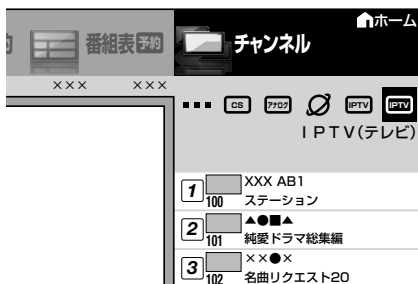 ホーム
約 番組表予約 チャンネル
××× ×××
CS アナログ IPTV IPTV
IPTV(テレビ)
1 100 XXX AB1
ステーション
2 101 ▲●■▲
純愛ドラマ総集編
3 102 ××●×
名曲リクエスト20